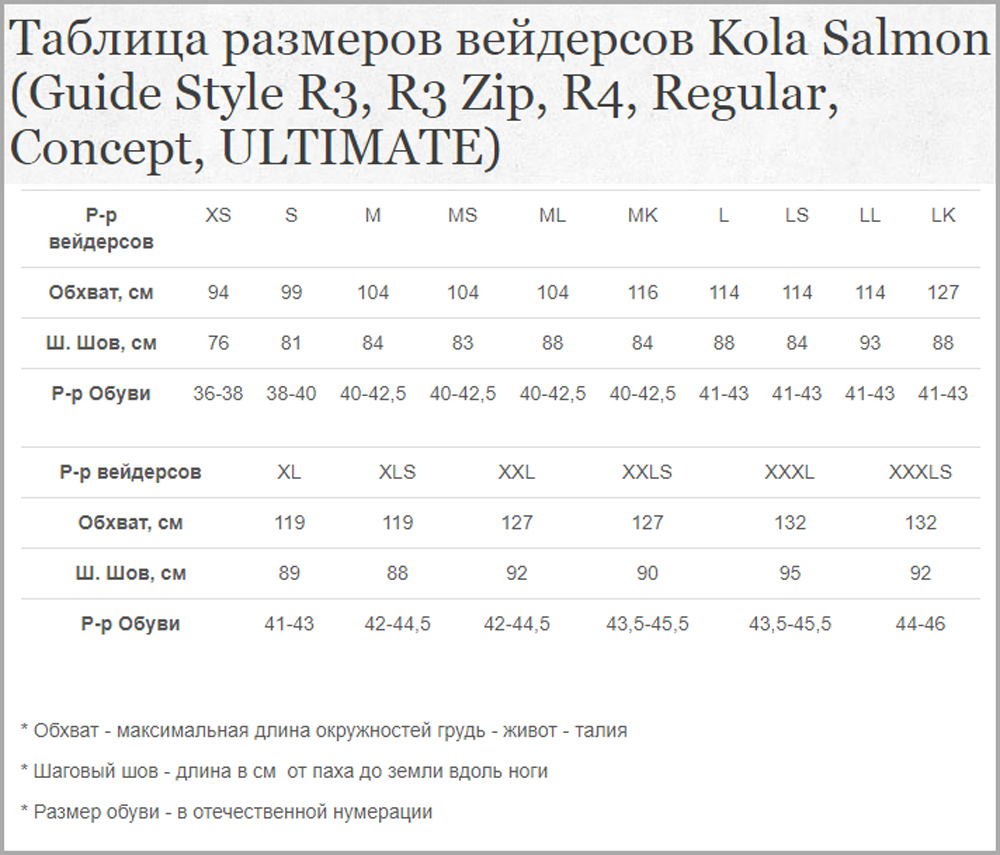 Таблица размеров вейдерсов Kola Salmon
(Guide Style R3, R3 Zip, R4, Regular,
Concept, ULTIMATE)
Р-р вейдерсов XS S M MS ML MK L LS LL LK
Обхват, см 94 99 104 104 104 116 114 114 114 127
Ш. Шов, см 76 81 84 83 88 84 88 84 93 88
Р-р Обуви 36-38 38-40 40-42,5 40-42,5 40-42,5 40-42,5 41-43 41-43 41-43 41-43
Р-р вейдерсов XL XLS XXL XXLS XXXL XXXLS
Обхват, см 119 119 127 127 132 132
Ш. Шов, см 89 88 92 90 95 92
Р-р Обуви 41-43 42-44,5 42-44,5 43,5-45,5 43,5-45,5 44-46
* Обхват - максимальная длина окружностей грудь - живот - талия
* Шаговый шов - длина в см от паха до земли вдоль ноги
* Размер обуви - в отечественной нумерации